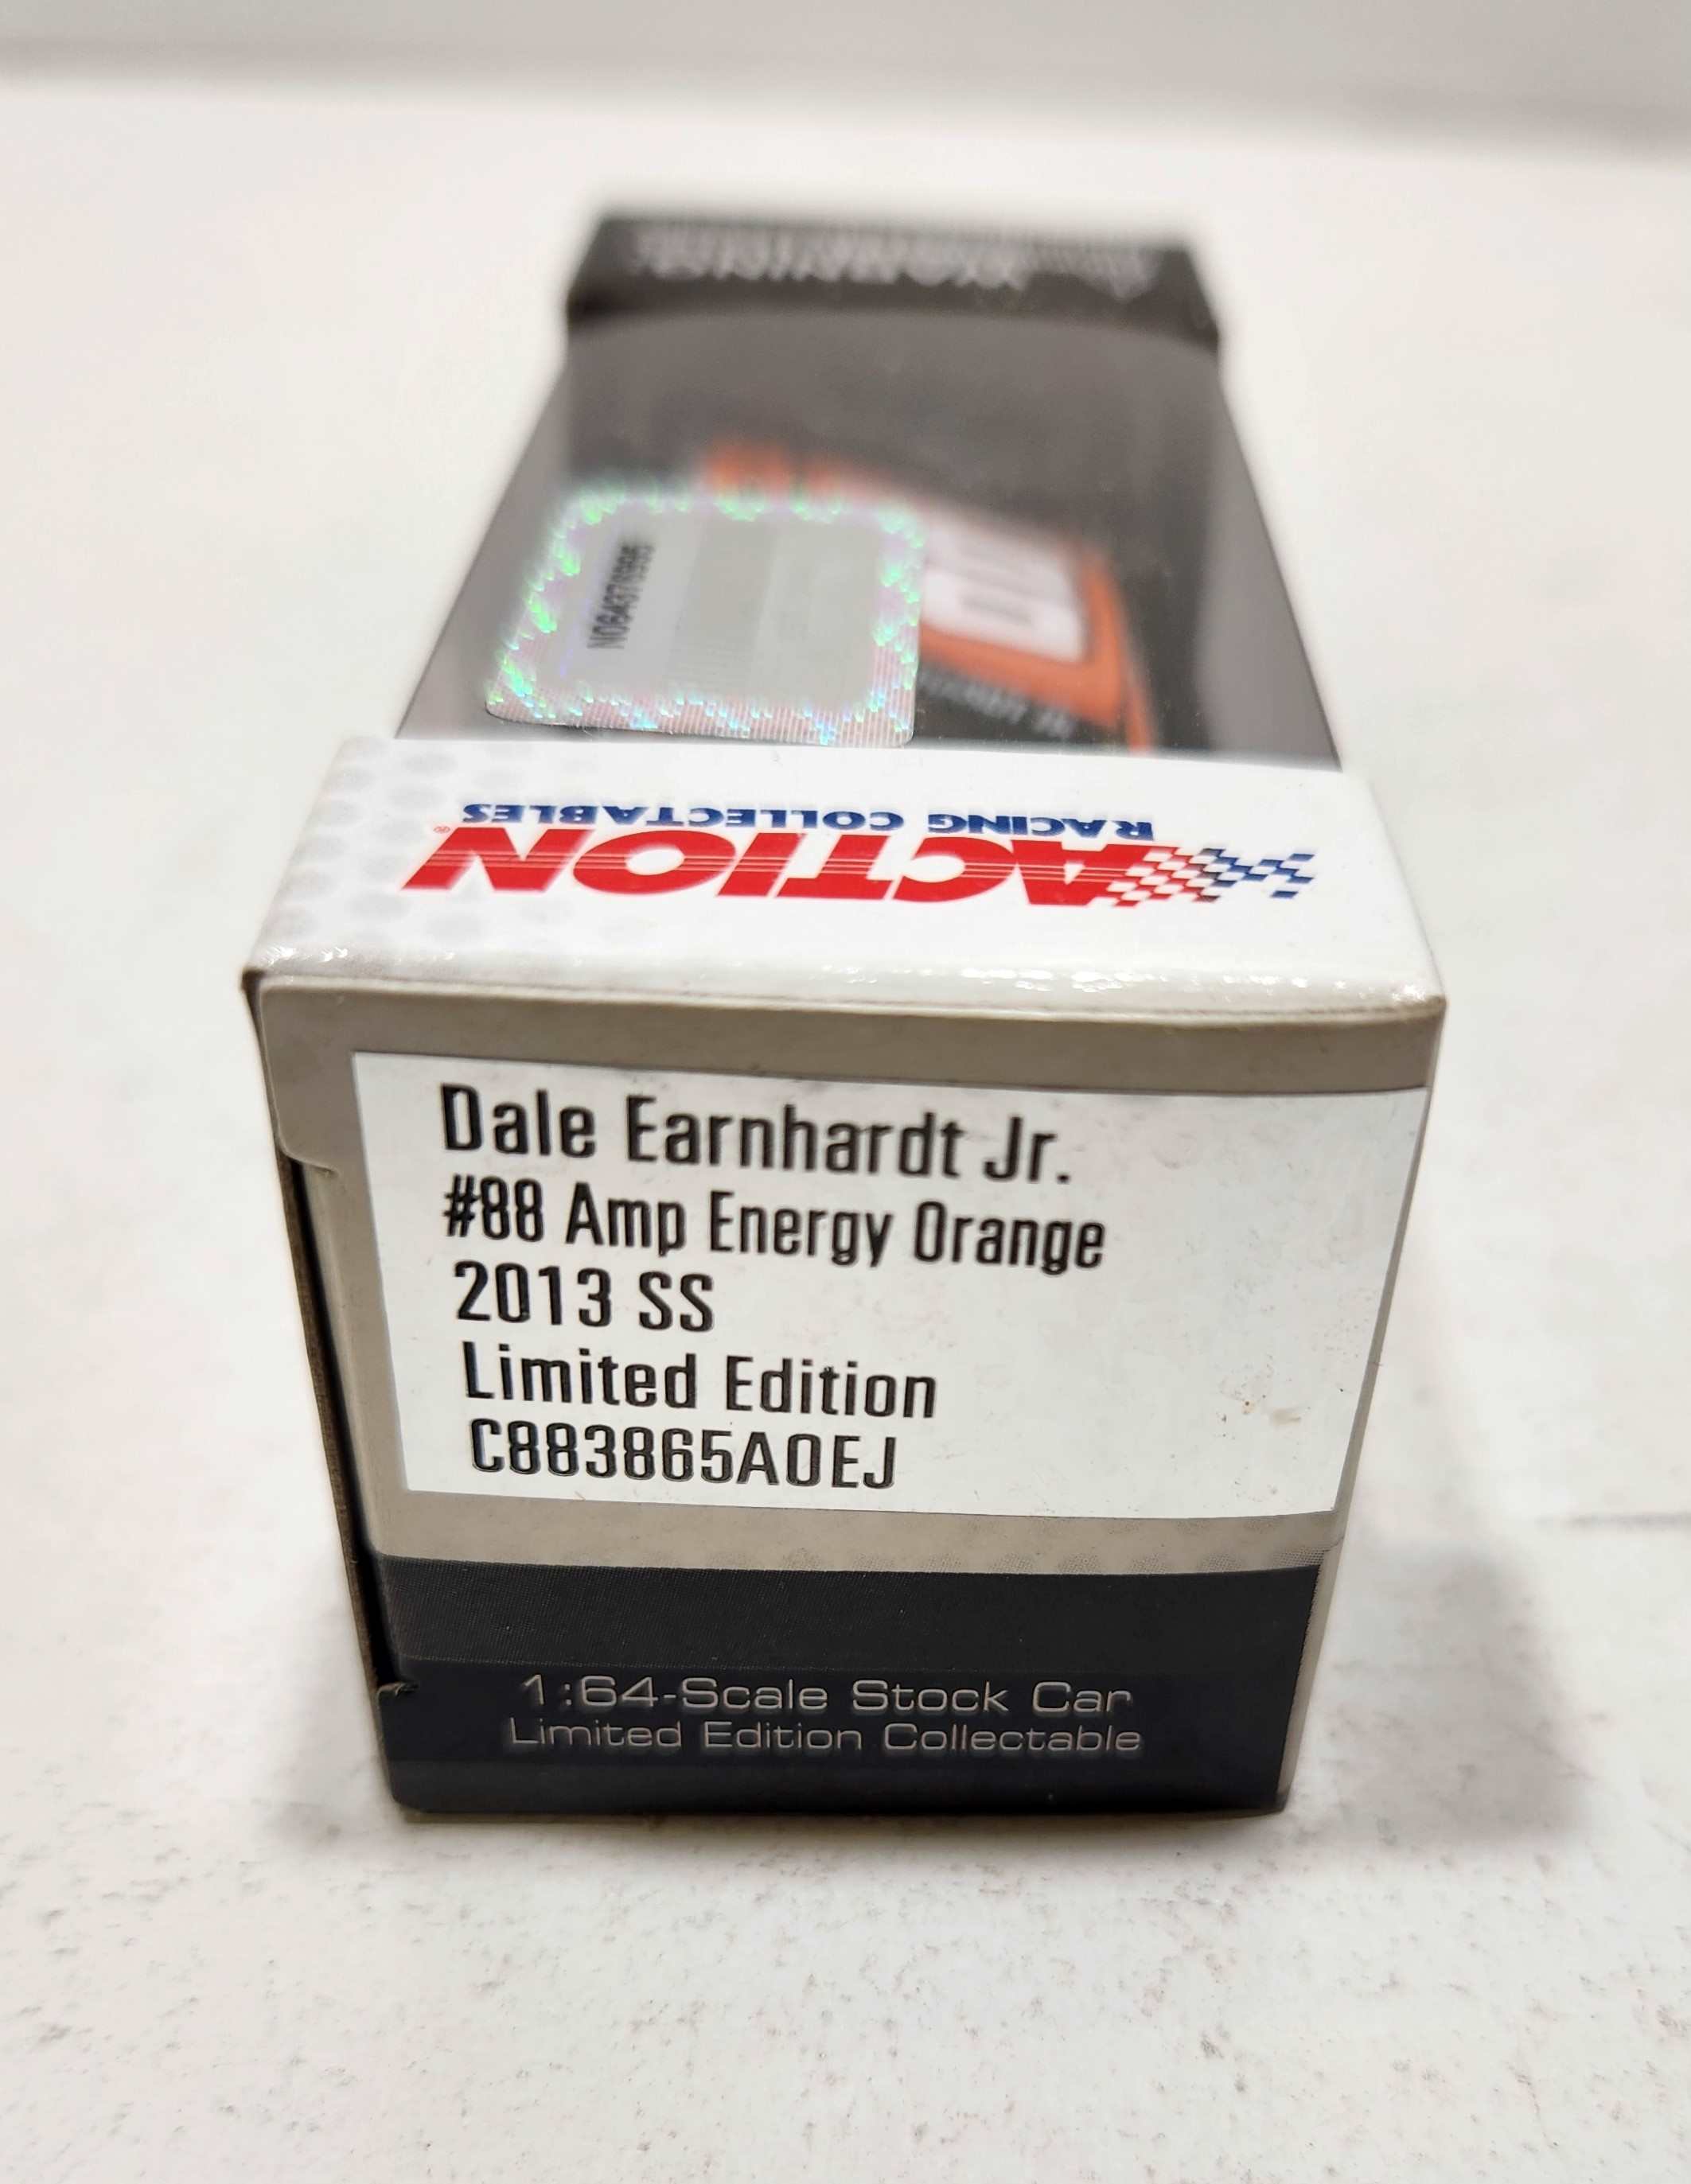 WARNING:
ACTION®
RACING COLLECTABLES
Dale Earnhardt Jr.
#88 Amp Energy Orange
2013 SS
Limited Edition
C883865A0EJ
1:64-Scale Stock Car
Limited Edition Collectable